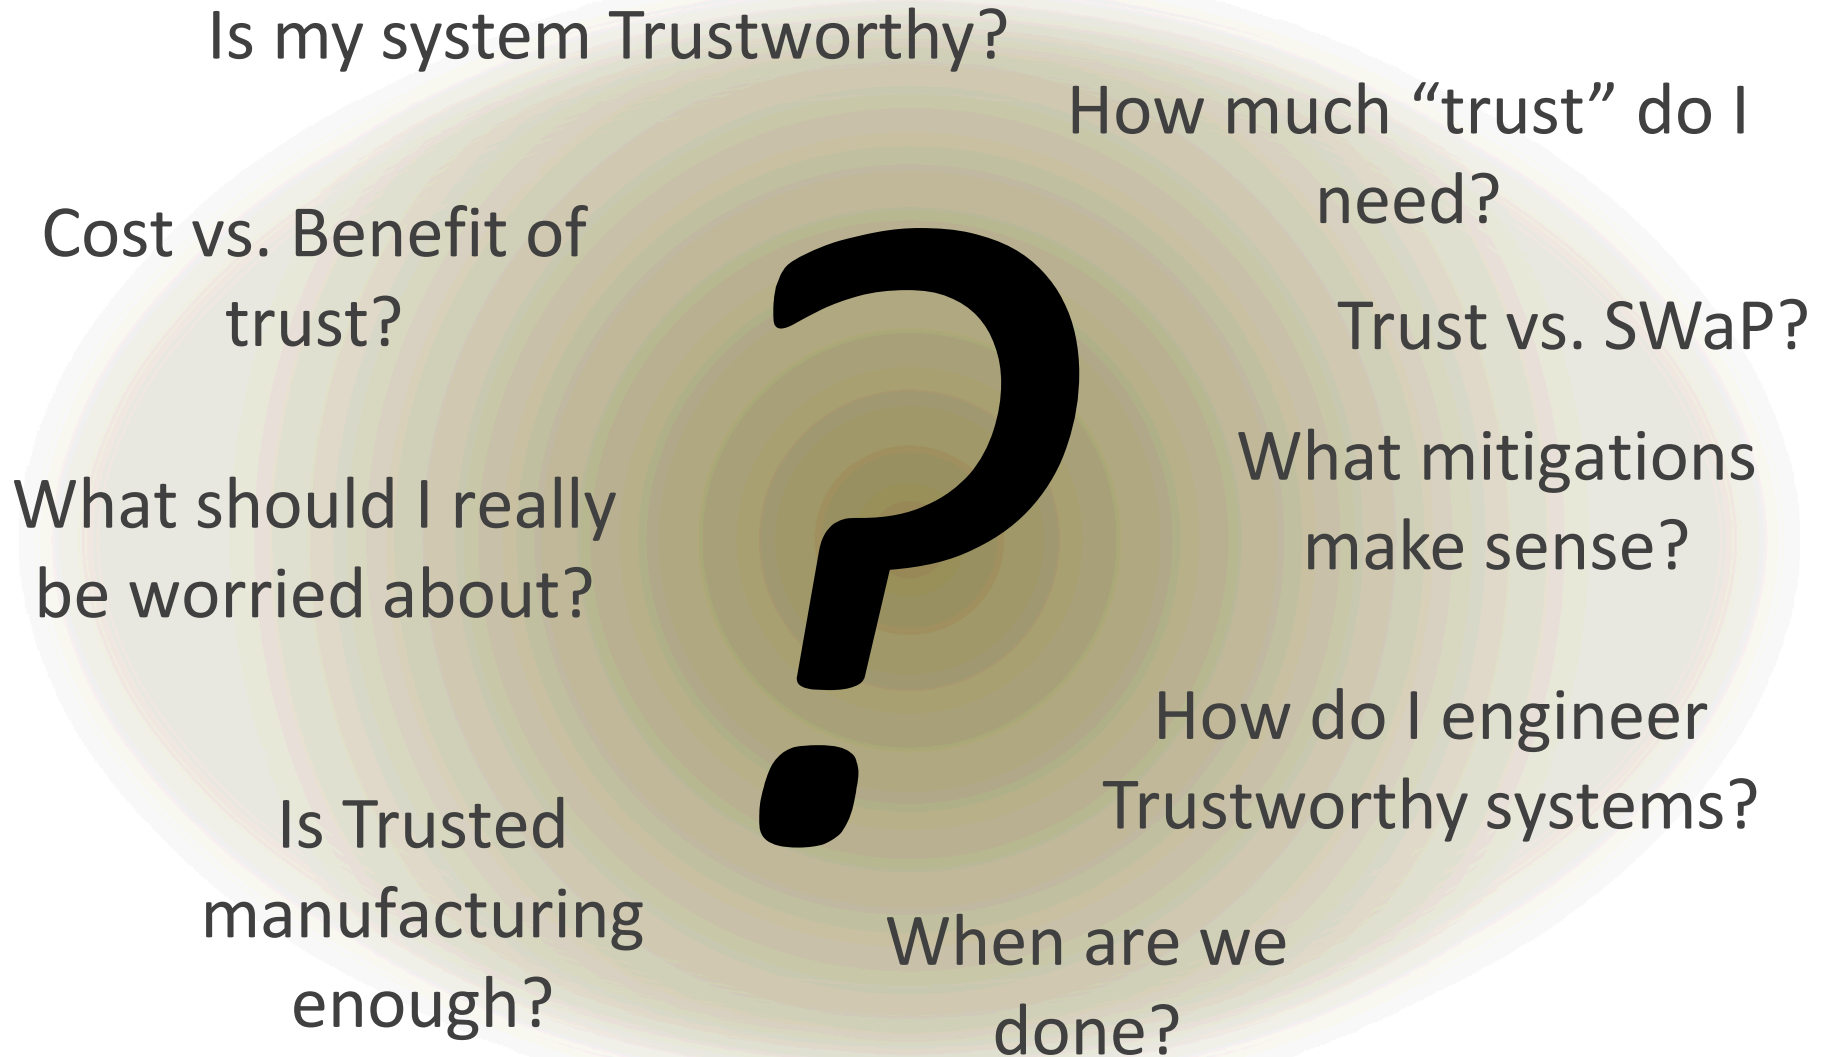 Is my system Trustworthy?
How much “trust” do I
need?
Cost vs. Benefit of
trust?
Trust vs. SWaP?
What mitigations
make sense?
What should I really
be worried about?
How do I engineer
Trustworthy systems?
Is Trusted
manufacturing
enough?
When are we
done?
?